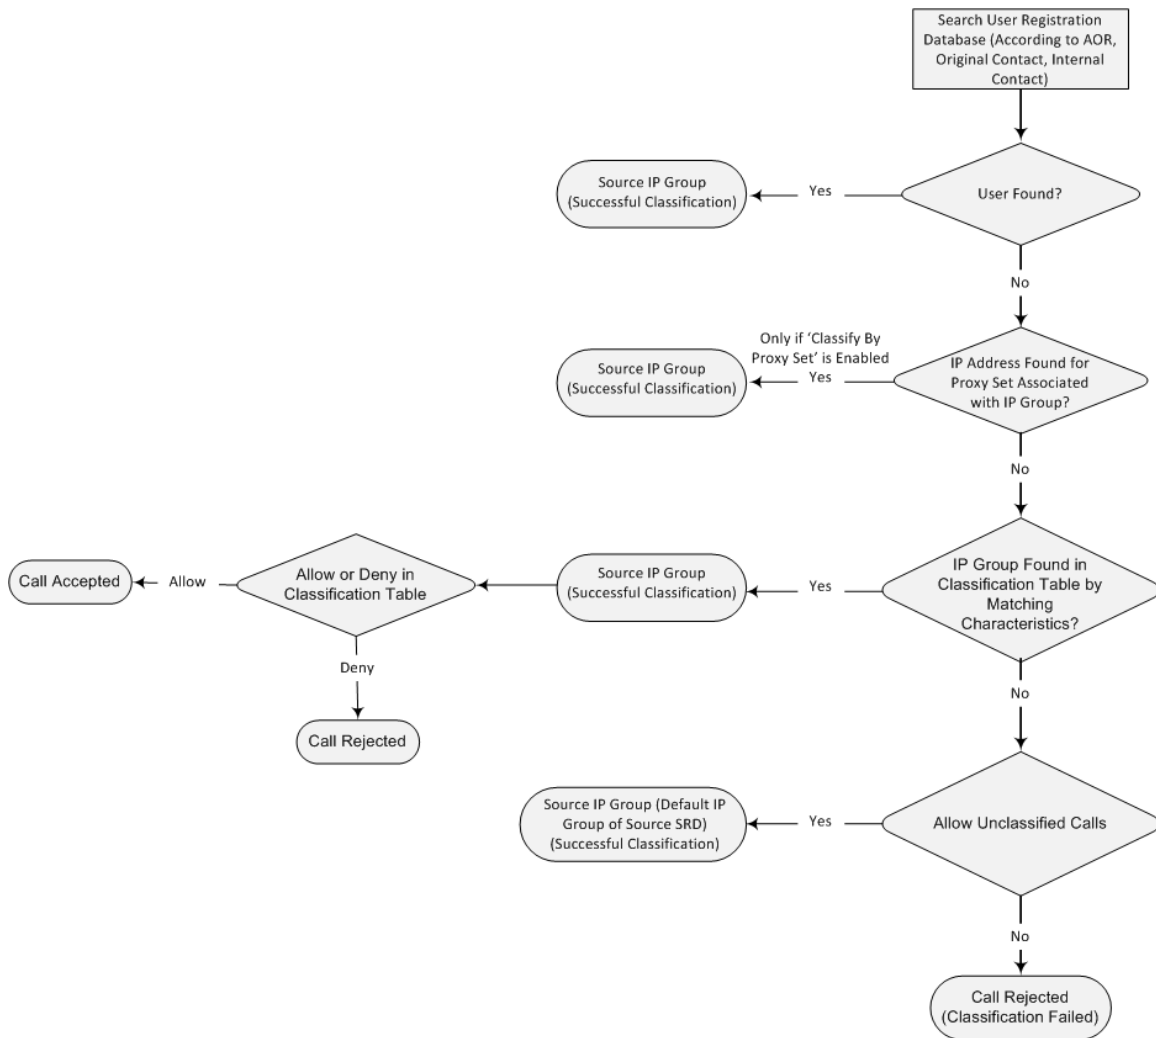 Search User Registration
Database (According to AOR,
Original Contact, Internal
Contact)
User Found?
Yes
Source IP Group
(Successful Classification)
No
IP Address Found for
Proxy Set Associated
with IP Group?
Only if ‘Classify By
Proxy Set’ is Enabled
Yes
Source IP Group
(Successful Classification)
No
IP Group Found in
Classification Table by
Matching
Characteristics?
Yes
Source IP Group
(Successful Classification)
Allow or Deny in
Classification Table
Allow
Call Accepted
Deny
Call Rejected
No
Allow Unclassified Calls
Yes
Source IP Group (Default IP
Group of Source SRD)
(Successful Classification)
No
Call Rejected
(Classification Failed)